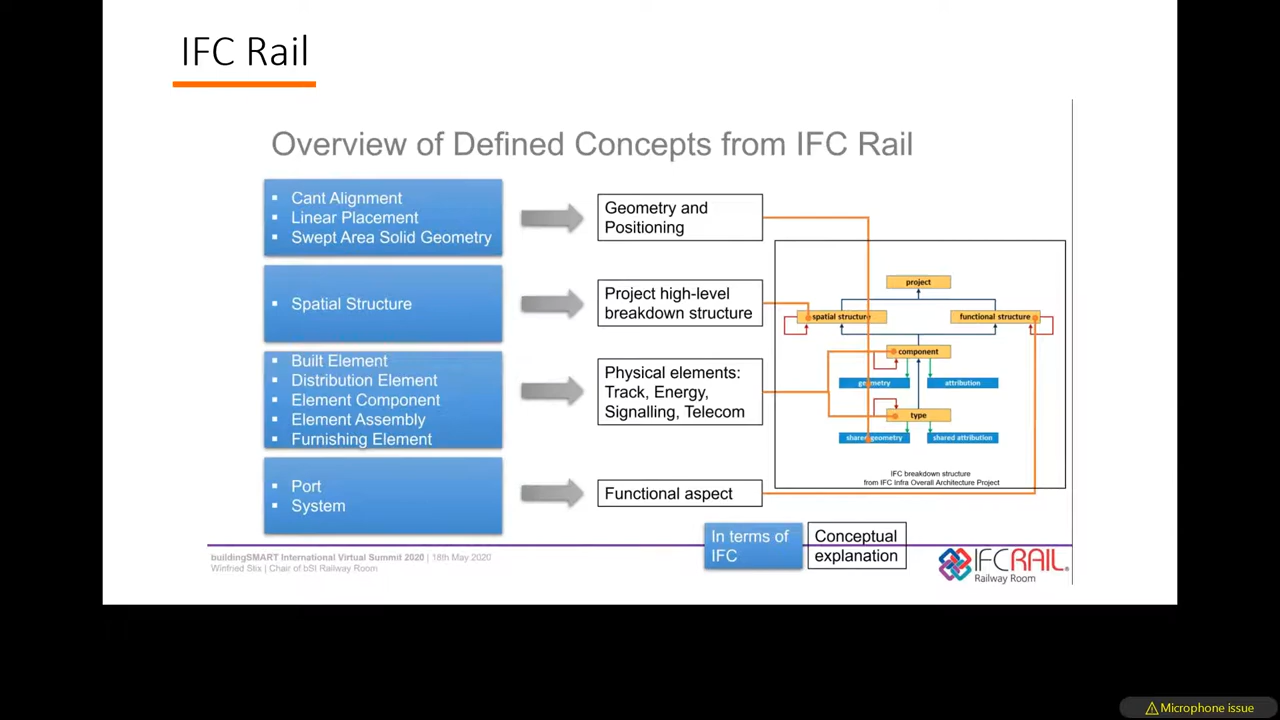 IFC Rail
Overview of Defined Concepts from IFC Rail
▪ Cant Alignment
▪ Linear Placement
▪ Swept Area Solid Geometry
Geometry and
Positioning
▪ Spatial Structure
Project high-level
breakdown structure
▪ Built Element
▪ Distribution Element
▪ Element Component
▪ Element Assembly
▪ Furnishing Element
Physical elements:
Track, Energy,
Signalling, Telecom
▪ Port
▪ System
Functional aspect
project
spatial structure
functional structure
component
geometry
attribution
type
shared geometry
shared attribution
IFC breakdown structure
from IFC Infra Overall Architecture Project
In terms of
IFC
Conceptual
explanation
buildingSMART International Virtual Summit 2020 | 18th May 2020
Winfried Stix | Chair of bSI Railway Room
IFCRAIL
Railway Room
Microphone issue